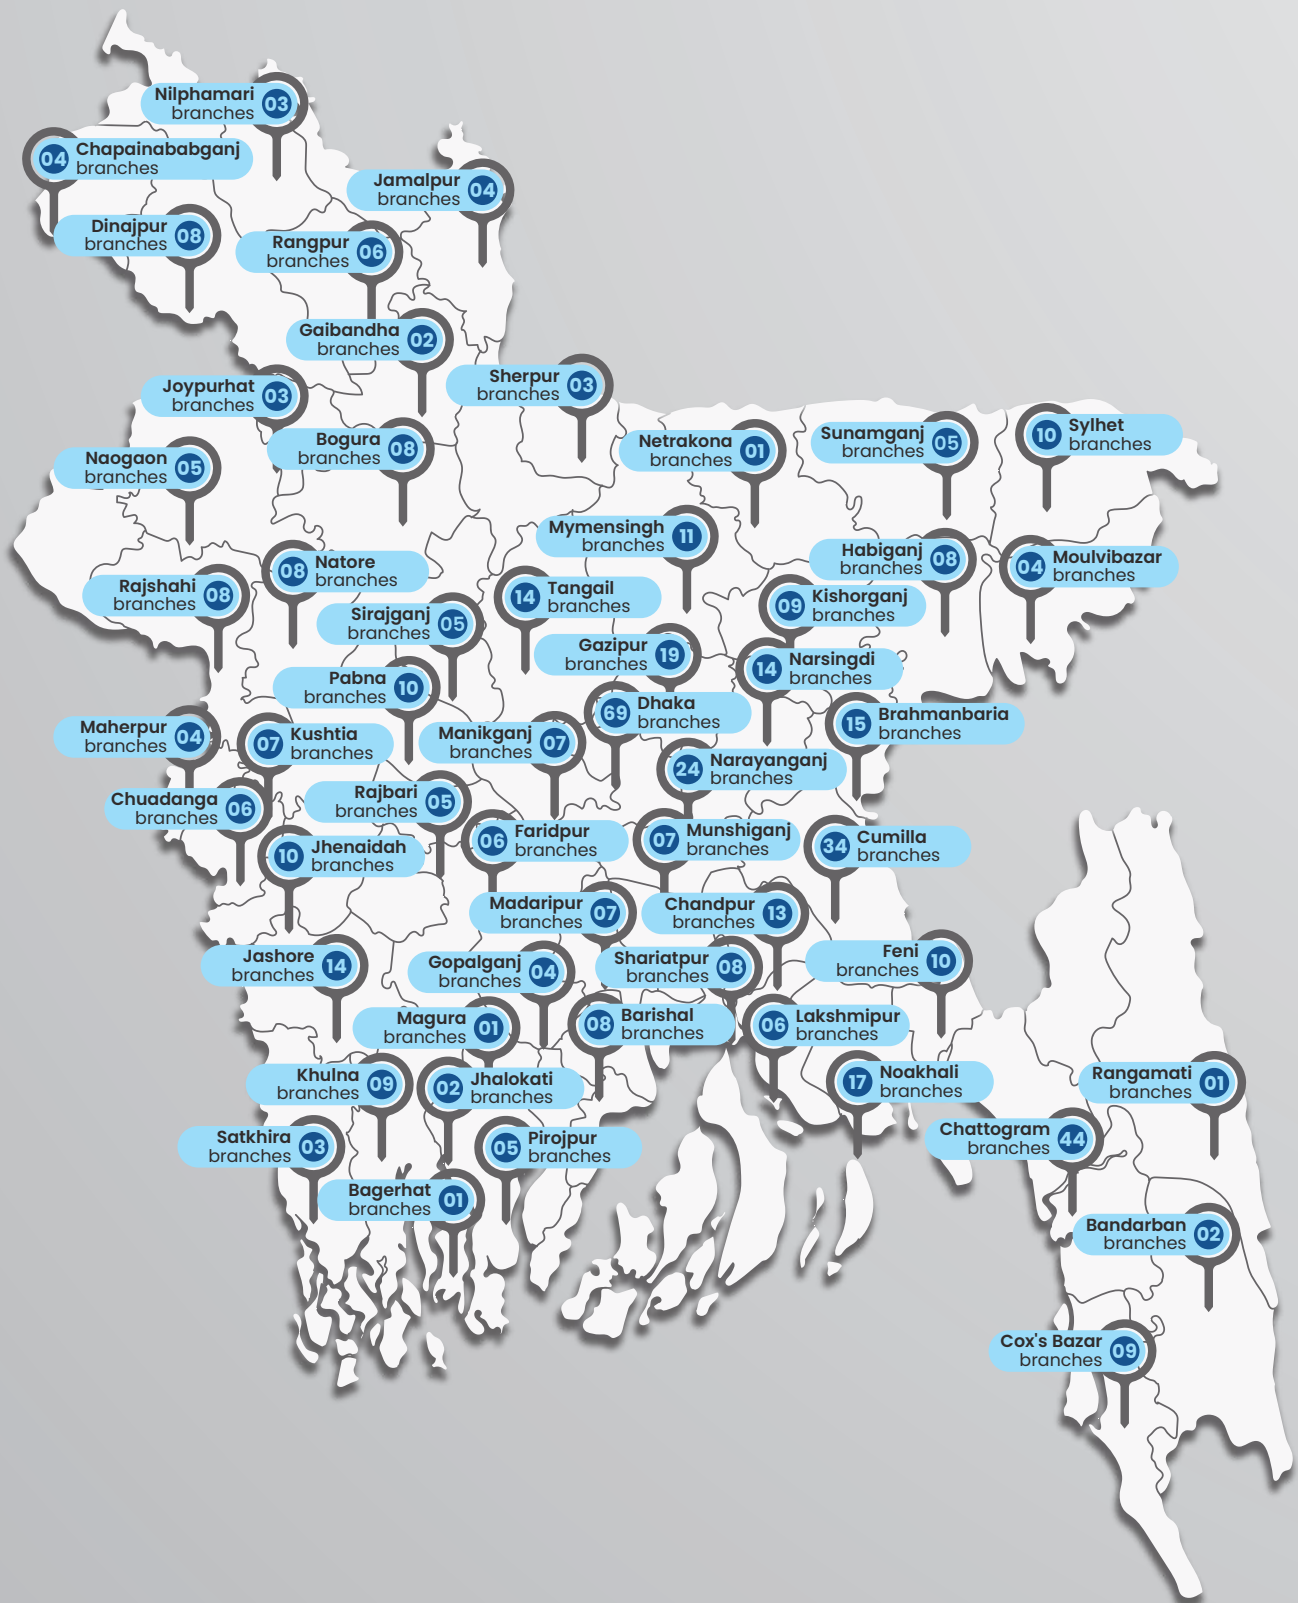 Nilphamari
branches
03
04
Chapainababganj
branches
Jamalpur
branches
04
Dinajpur
branches
08
Rangpur
branches
06
Gaibandha
branches
02
Joypurhat
branches
03
Sherpur
branches
03
Bogura
branches
08
Netrakona
branches
01
Sunamganj
branches
05
10
Sylhet
branches
Naogaon
branches
05
Mymensingh
branches
11
Habiganj
branches
08
04
Moulvibazar
branches
08
Natore
branches
Rajshahi
branches
08
14
Tangail
branches
09
Kishorganj
branches
Sirajganj
branches
05
Gazipur
branches
19
14
Narsingdi
branches
Pabna
branches
10
69
Dhaka
branches
15
Brahmanbaria
branches
Maherpur
branches
04
07
Kushtia
branches
Manikganj
branches
07
24
Narayanganj
branches
Chuadanga
branches
06
Rajbari
branches
05
06
Faridpur
branches
07
Munshiganj
branches
34
Cumilla
branches
10
Jhenaidah
branches
Madaripur
branches
07
Chandpur
branches
13
Jashore
branches
14
Gopalganj
branches
04
Shariatpur
branches
08
Feni
branches
10
Magura
branches
01
08
Barishal
branches
06
Lakshmipur
branches
Khulna
branches
09
02
Jhalokati
branches
17
Noakhali
branches
Rangamati
branches
01
Satkhira
branches
03
05
Pirojpur
branches
Chattogram
branches
44
Bagerhat
branches
01
Bandarban
branches
02
Cox's Bazar
branches
09